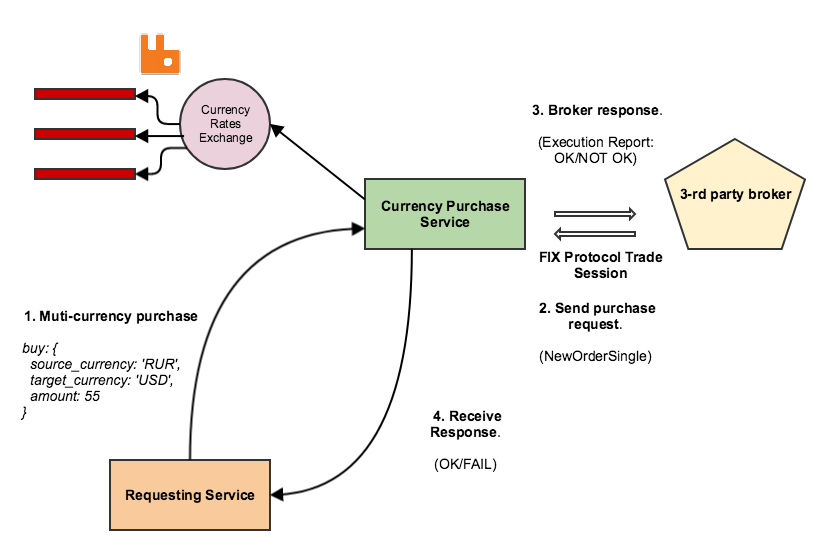 Currency
Rates
Exchange
3. Broker response.
(Execution Report:
OK/NOT OK)
3-rd party broker
Currency Purchase
Service
FIX Protocol Trade
Session
2. Send purchase
request.
(NewOrderSingle)
1. Muti-currency purchase
buy: {
source_currency: 'RUR',
target_currency: 'USD',
amount: 55
}
4. Receive
Response.
(OK/FAIL)
Requesting Service